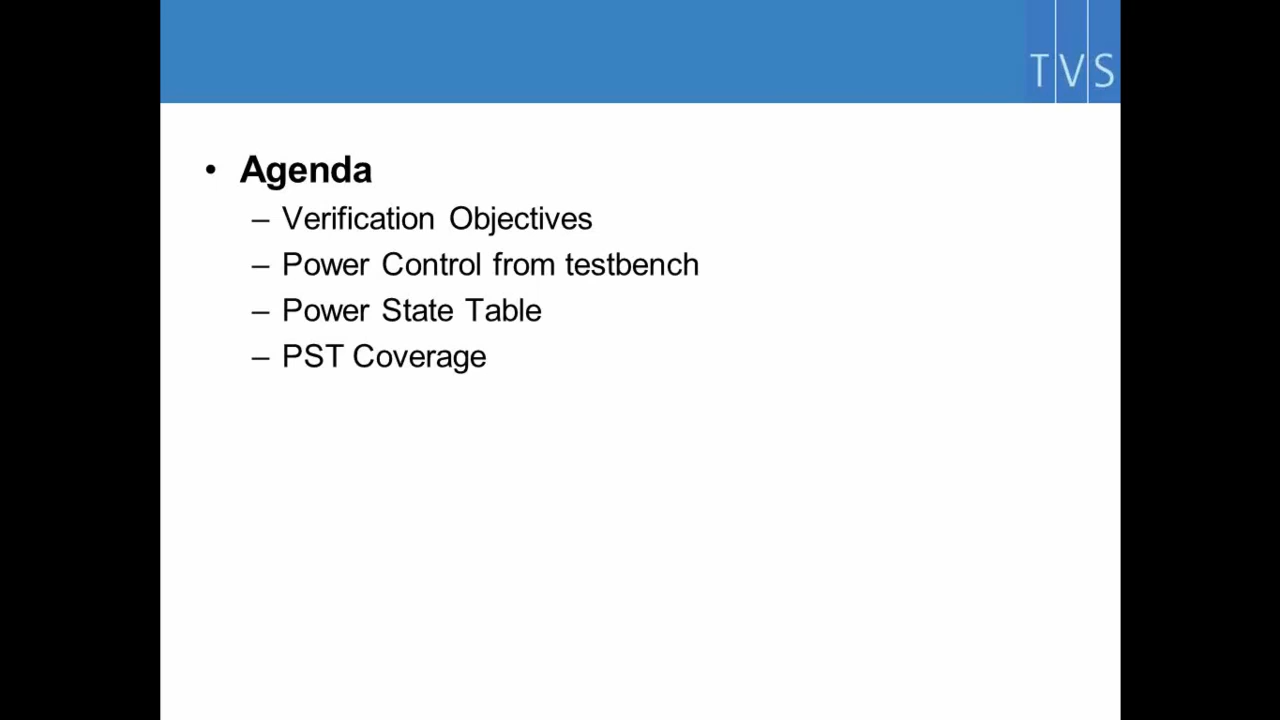 TVS
• Agenda
– Verification Objectives
– Power Control from testbench
– Power State Table
– PST Coverage